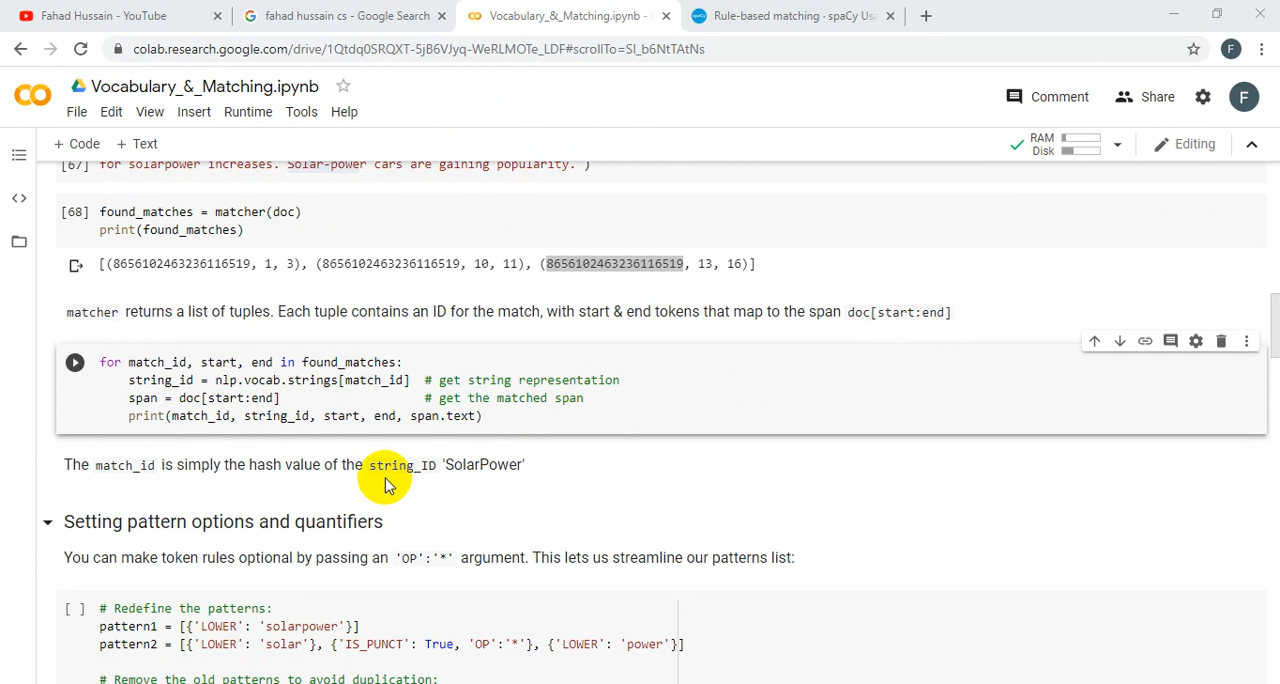 Fahad Hussain - YouTube
fahad hussain cs - Google Search
Vocabulary_&_Matching.ipynb -
Rule-based matching · spaCy Usa
colab.research.google.com/drive/1Qtdq0SRQXT-5jB6VJyq-WeRLMOTe_LDF#scrollTo=SI_b6NtTAtNs
F
CO
Vocabulary_&_Matching.ipynb
File Edit View Insert Runtime Tools Help
Comment
Share
F
+ Code + Text
RAM
Disk
Editing
[67] for solarpower increases. Solar-power cars are gaining popularity. )
[68] found_matches = matcher(doc)
print(found_matches)
[(8656102463236116519, 1, 3), (8656102463236116519, 10, 11), (8656102463236116519, 13, 16)]
matcher returns a list of tuples. Each tuple contains an ID for the match, with start & end tokens that map to the span doc[start:end]
for match_id, start, end in found_matches:
string_id = nlp.vocab.strings[match_id] # get string representation
span = doc[start:end] # get the matched span
print(match_id, string_id, start, end, span.text)
The match_id is simply the hash value of the string_ID 'SolarPower'
Setting pattern options and quantifiers
You can make token rules optional by passing an 'OP':'*' argument. This lets us streamline our patterns list:
[ ] # Redefine the patterns:
pattern1 = [{'LOWER': 'solarpower'}]
pattern2 = [{'LOWER': 'solar'}, {'IS_PUNCT': True, 'OP':'*'}, {'LOWER': 'power'}]
# Remove the old patterns to avoid duplication: